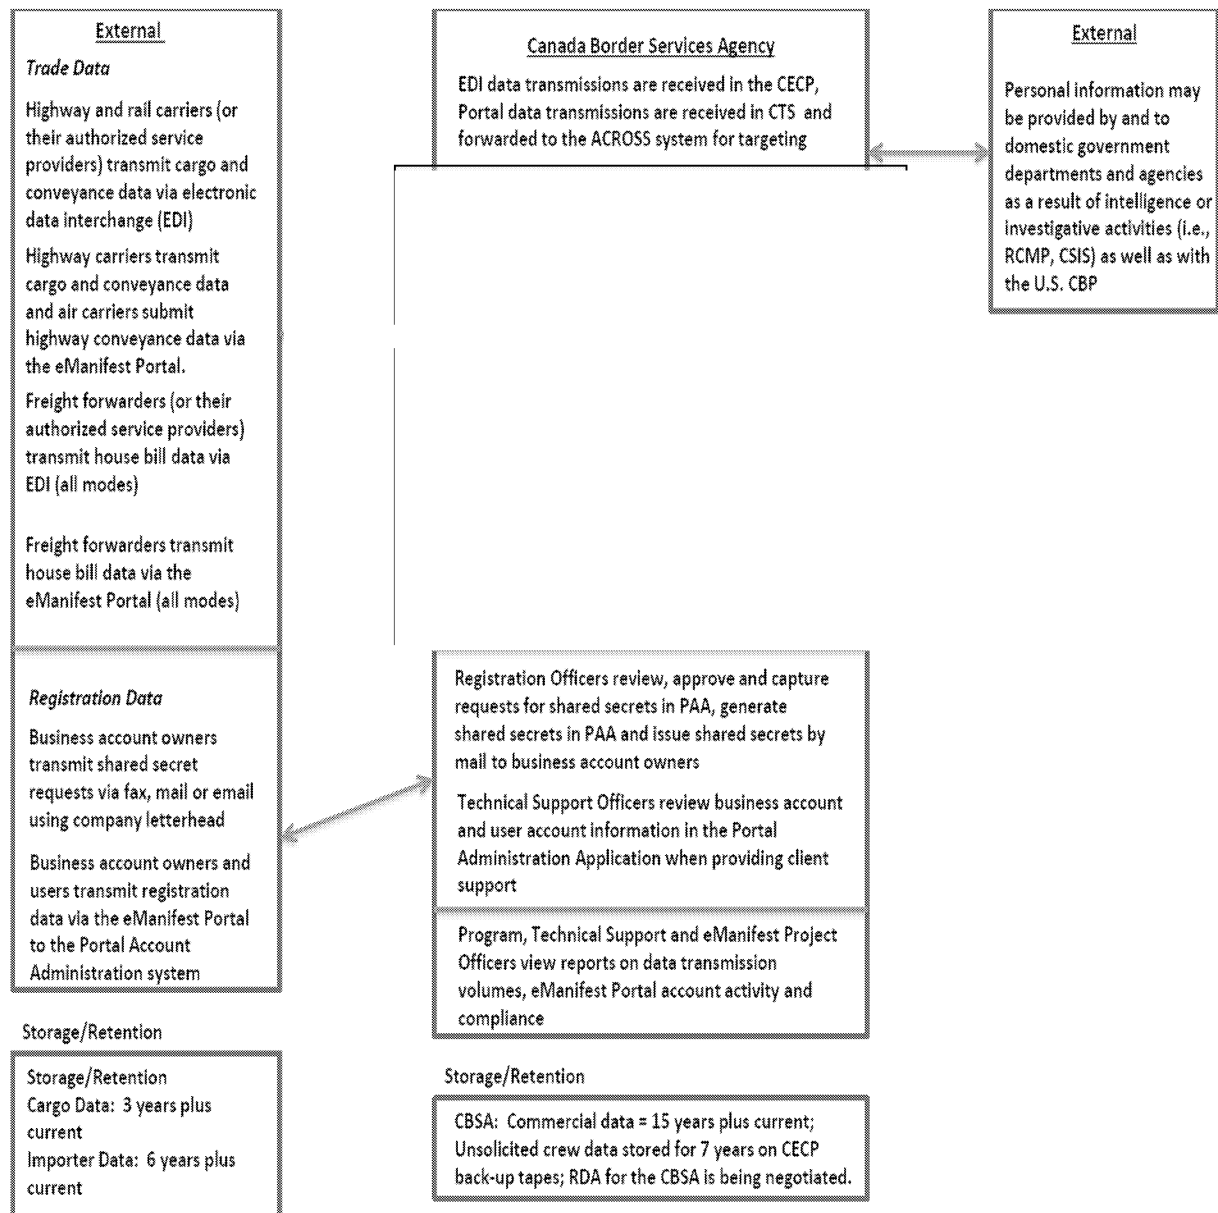 External
Trade Data
Highway and rail carriers (or
their authorized service
providers) transmit cargo and
conveyance data via electronic
data interchange (EDI)
Highway carriers transmit
cargo and conveyance data
and air carriers submit
highway conveyance data via
the eManifest Portal.
Freight forwarders (or their
authorized service providers)
transmit house bill data via
EDI (all modes)
Freight forwarders transmit
house bill data via the
eManifest Portal (all modes)
Registration Data
Business account owners
transmit shared secret
requests via fax, mail or email
using company letterhead
Business account owners and
users transmit registration
data via the eManifest Portal
to the Portal Account
Administration system
Storage/Retention
Storage/Retention
Cargo Data: 3 years plus
current
Importer Data: 6 years plus
current
Canada Border Services Agency
EDI data transmissions are received in the CECP,
Portal data transmissions are received in CTS and
forwarded to the ACROSS system for targeting
Registration Officers review, approve and capture
requests for shared secrets in PAA, generate
shared secrets in PAA and issue shared secrets by
mail to business account owners
Technical Support Officers review business account
and user account information in the Portal
Administration Application when providing client
support
Program, Technical Support and eManifest Project
Officers view reports on data transmission
volumes, eManifest Portal account activity and
compliance
Storage/Retention
CBSA: Commercial data = 15 years plus current;
Unsolicited crew data stored for 7 years on CECP
back-up tapes; RDA for the CBSA is being negotiated.
External
Personal information may
be provided by and to
domestic government
departments and agencies
as a result of intelligence or
investigative activities (i.e.,
RCMP, CSIS) as well as with
the U.S. CBP